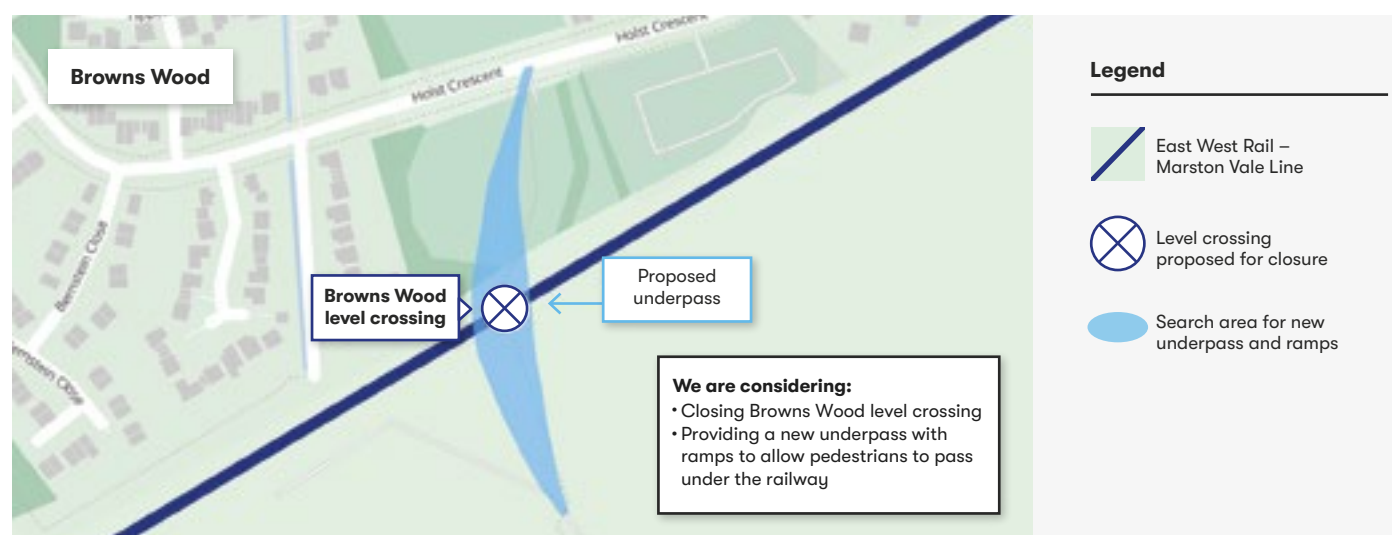 Browns Wood
Holst Crescent
Holst Crescent
Bernstein Close
Browns Wood
level crossing
Proposed
underpass
We are considering:
• Closing Browns Wood level crossing
• Providing a new underpass with
ramps to allow pedestrians to pass
under the railway
Legend
East West Rail –
Marston Vale Line
Level crossing
proposed for closure
Search area for new
underpass and ramps